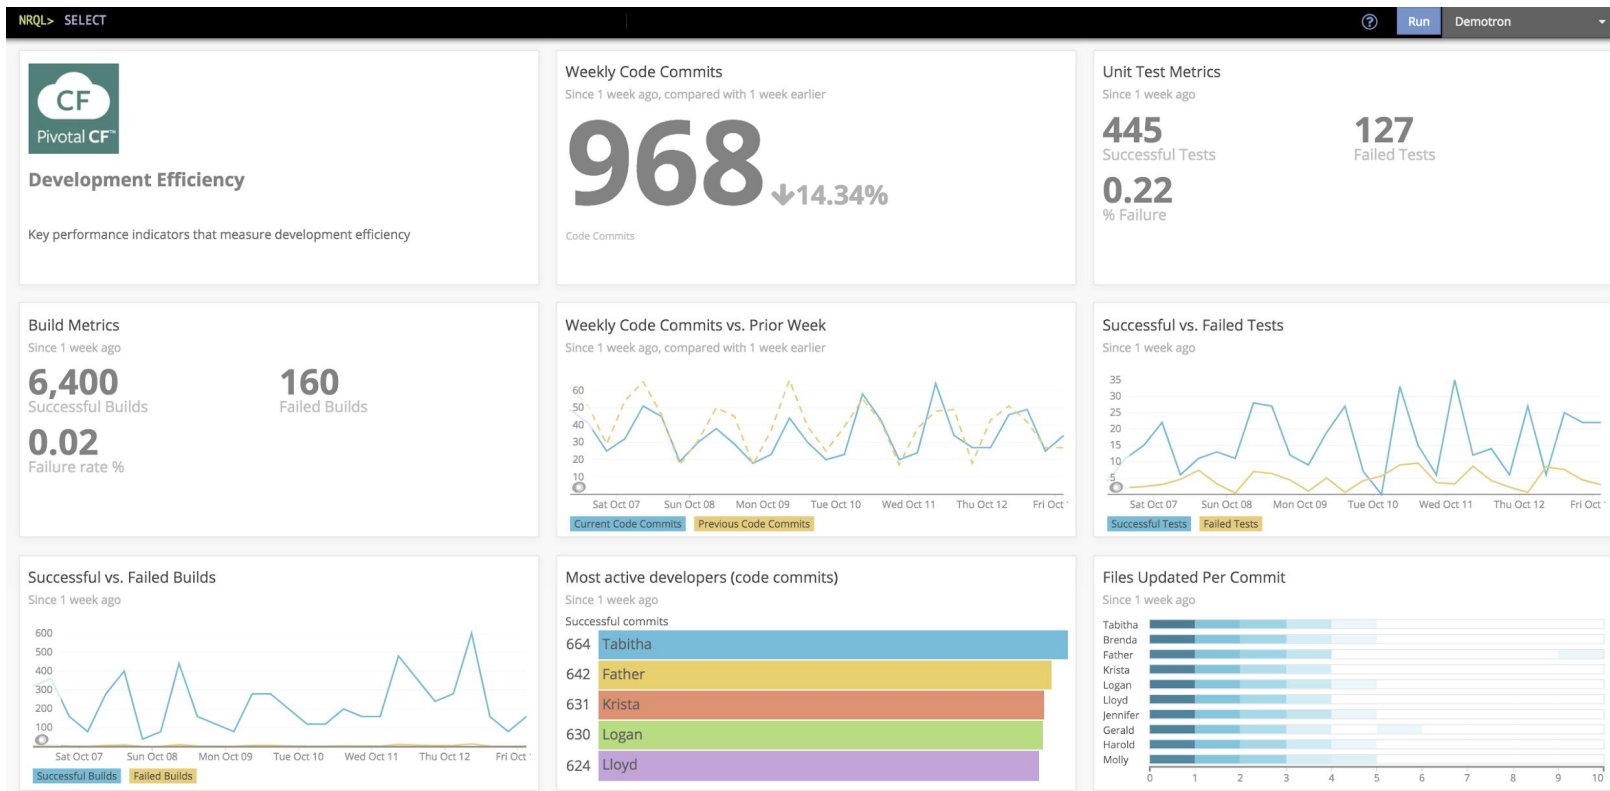 NRQL> SELECT
? Run Demotron
CF
Pivotal CF™
Development Efficiency
Key performance indicators that measure development efficiency
Weekly Code Commits
Since 1 week ago, compared with 1 week earlier
968 14.34%
Code Commits
Unit Test Metrics
Since 1 week ago
445 127
Successful Tests Failed Tests
0.22
% Failure
Build Metrics
Since 1 week ago
6,400 160
Successful Builds Failed Builds
0.02
Failure rate %
Weekly Code Commits vs. Prior Week
Since 1 week ago, compared with 1 week earlier
60
50
40
30
20
10
Sat Oct 07 Sun Oct 08 Mon Oct 09 Tue Oct 10 Wed Oct 11 Thu Oct 12 Fri Oct
Current Code Commits Previous Code Commits
Successful vs. Failed Tests
Since 1 week ago
35
30
25
20
15
10
5
Sat Oct 07 Sun Oct 08 Mon Oct 09 Tue Oct 10 Wed Oct 11 Thu Oct 12 Fri Oct
Successful Tests Failed Tests
Successful vs. Failed Builds
Since 1 week ago
600
500
400
300
200
100
Sat Oct 07 Sun Oct 08 Mon Oct 09 Tue Oct 10 Wed Oct 11 Thu Oct 12 Fri Oct
Successful Builds Failed Builds
Most active developers (code commits)
Since 1 week ago
Successful commits
664 Tabitha
642 Father
631 Krista
630 Logan
624 Lloyd
Files Updated Per Commit
Since 1 week ago
Tabitha
Brenda
Father
Krista
Logan
Lloyd
Jennifer
Gerald
Harold
Molly
0 1 2 3 4 5 6 7 8 9 10